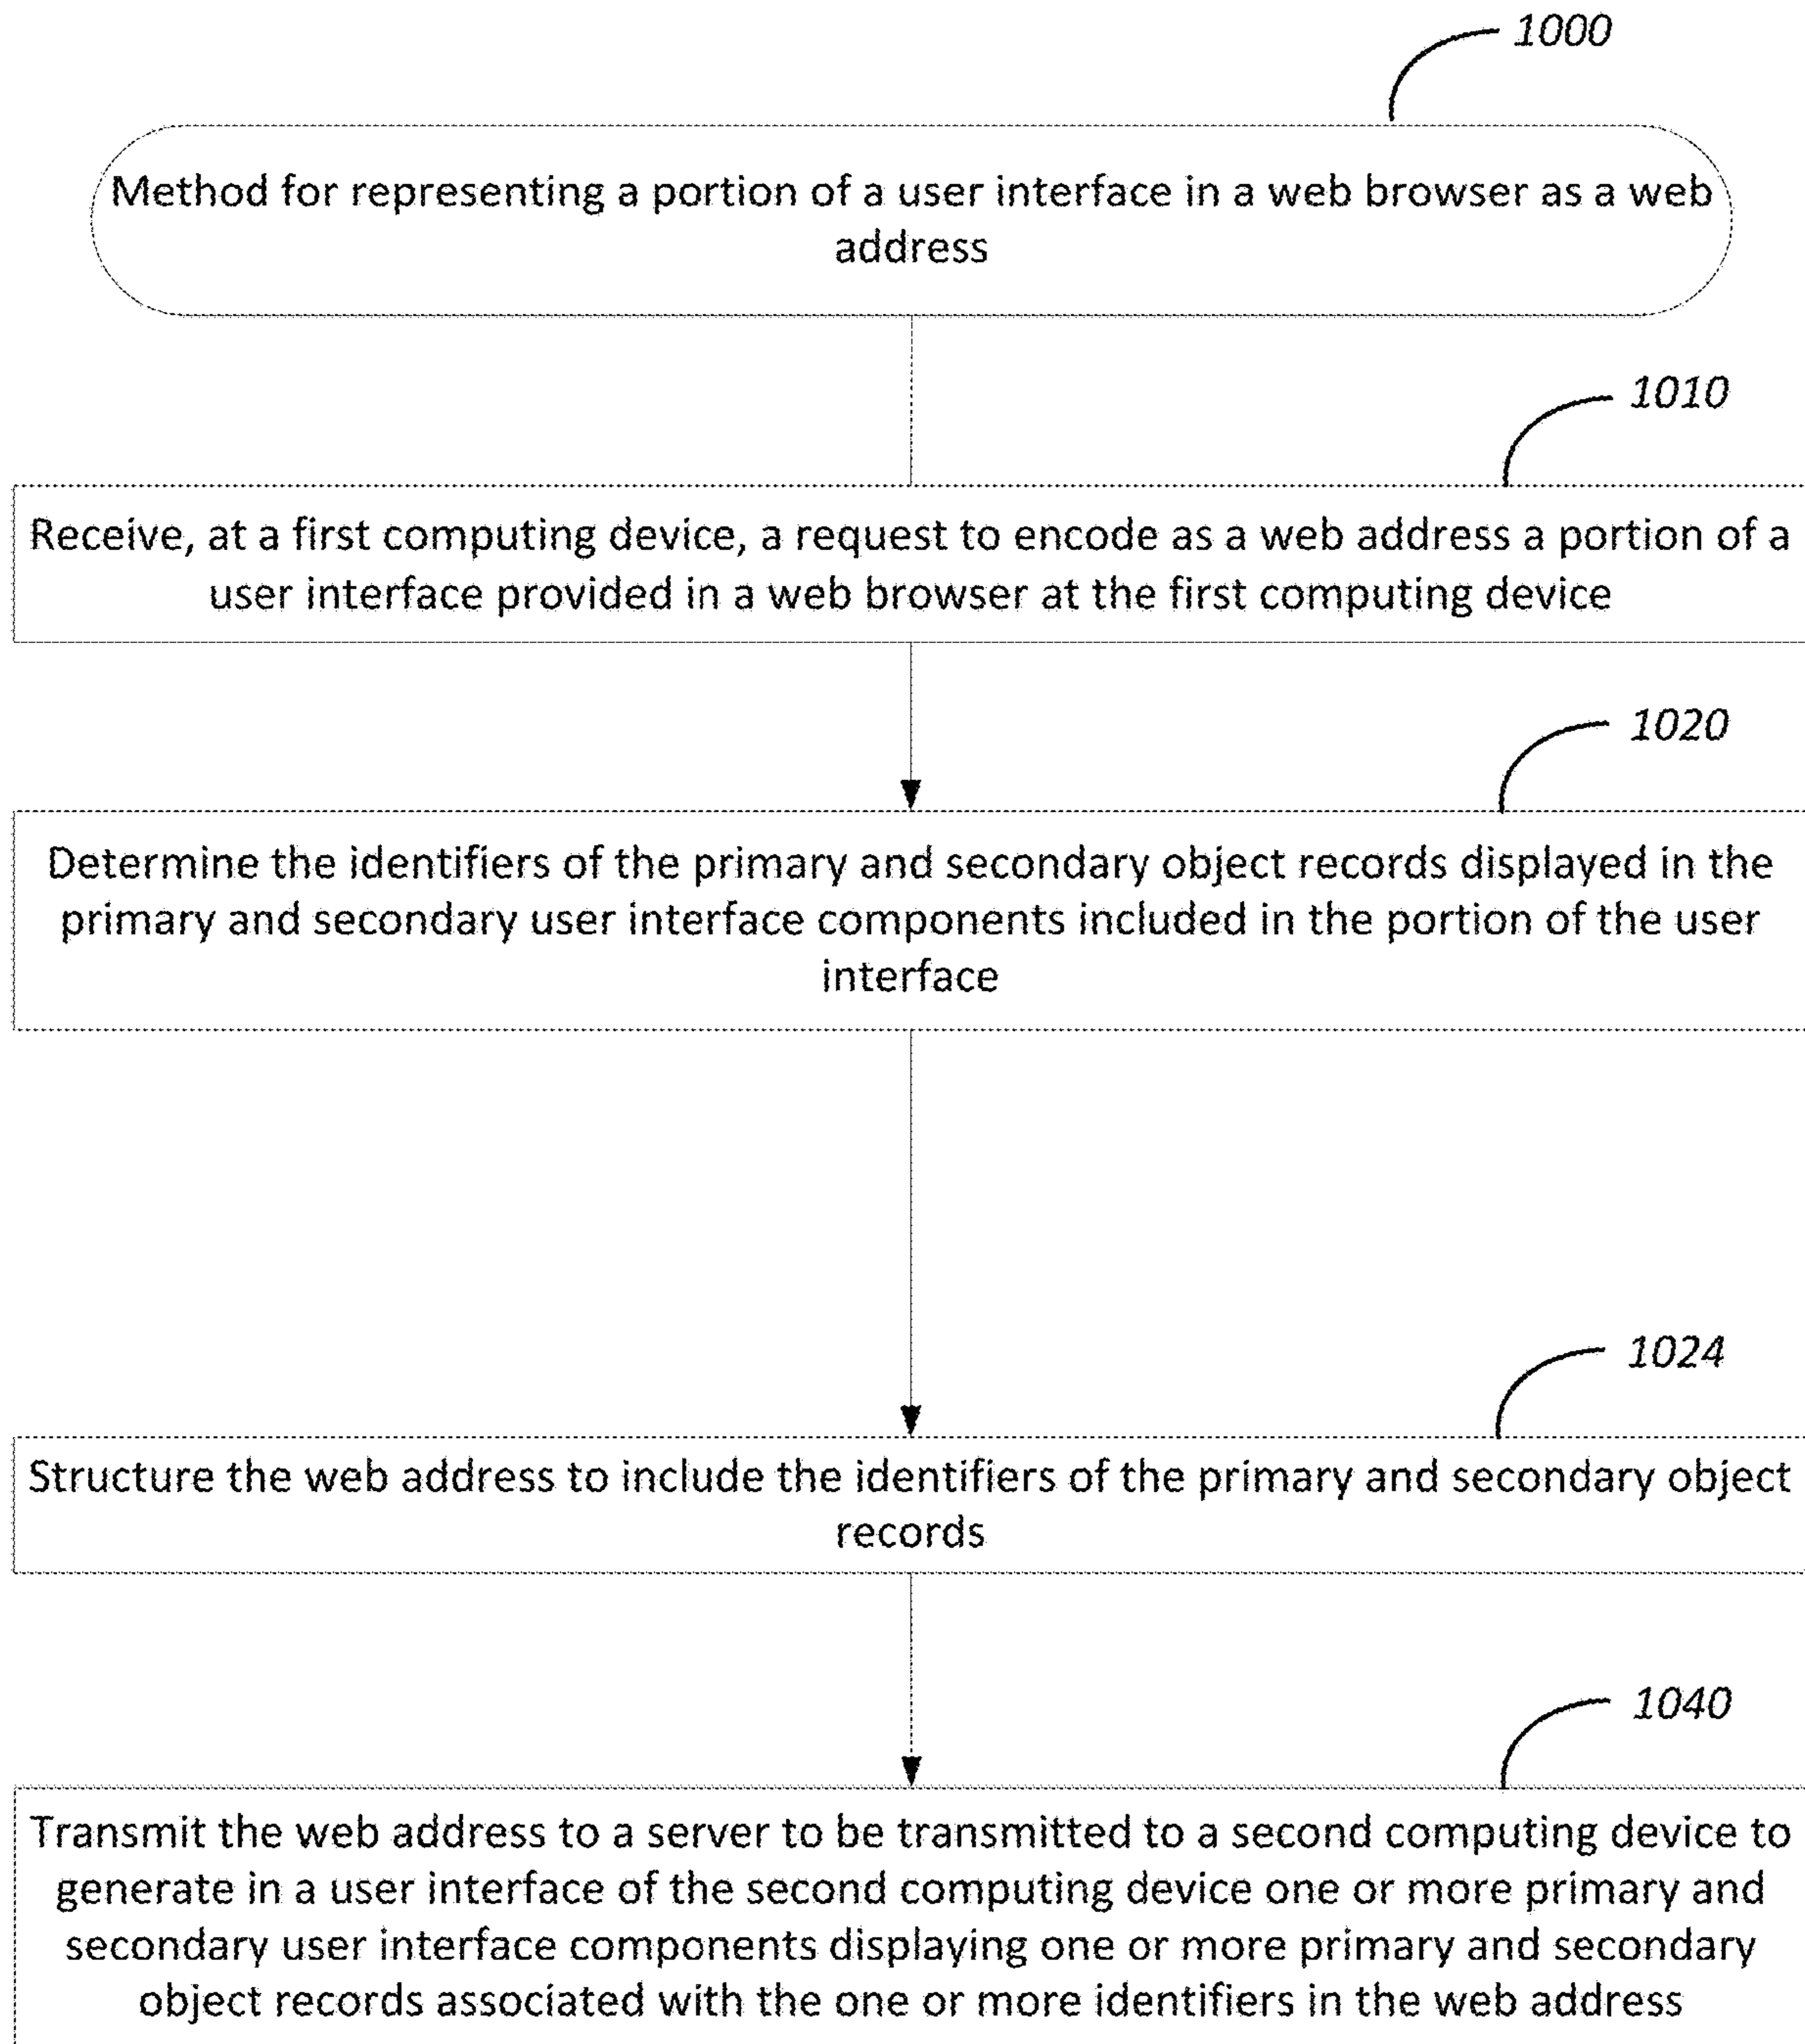 1000
Method for representing a portion of a user interface in a web browser as a web
address
1010
Receive, at a first computing device, a request to encode as a web address a portion of a
user interface provided in a web browser at the first computing device
1020
Determine the identifiers of the primary and secondary object records displayed in the
primary and secondary user interface components included in the portion of the user
interface
1024
Structure the web address to include the identifiers of the primary and secondary object
records
1040
Transmit the web address to a server to be transmitted to a second computing device to
generate in a user interface of the second computing device one or more primary and
secondary user interface components displaying one or more primary and secondary
object records associated with the one or more identifiers in the web address